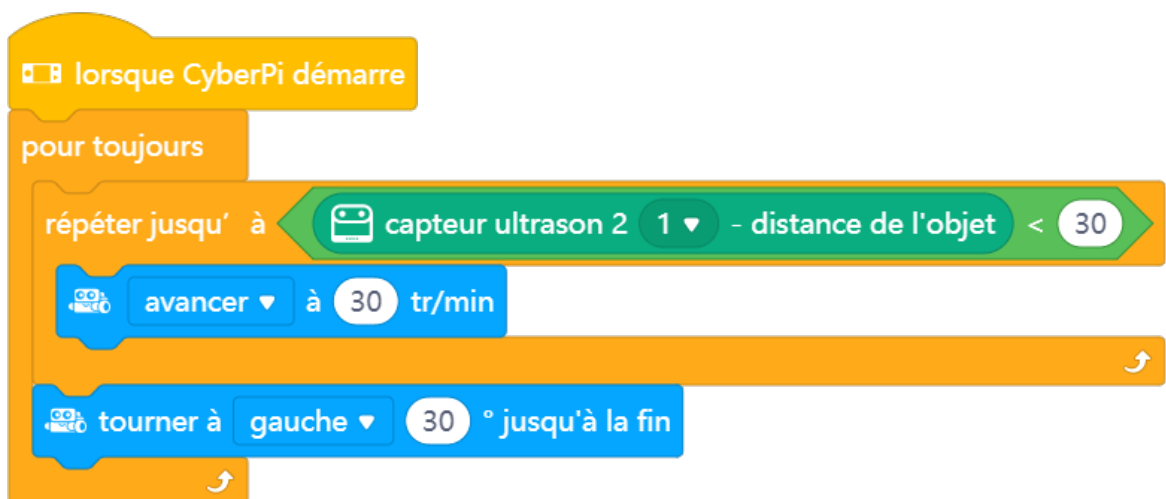 lorsque CyberPi démarre
pour toujours
répéter jusqu' à capteur ultrason 2 1 - distance de l'objet < 30
avancer à 30 tr/min
tourner à gauche 30 ° jusqu'à la fin